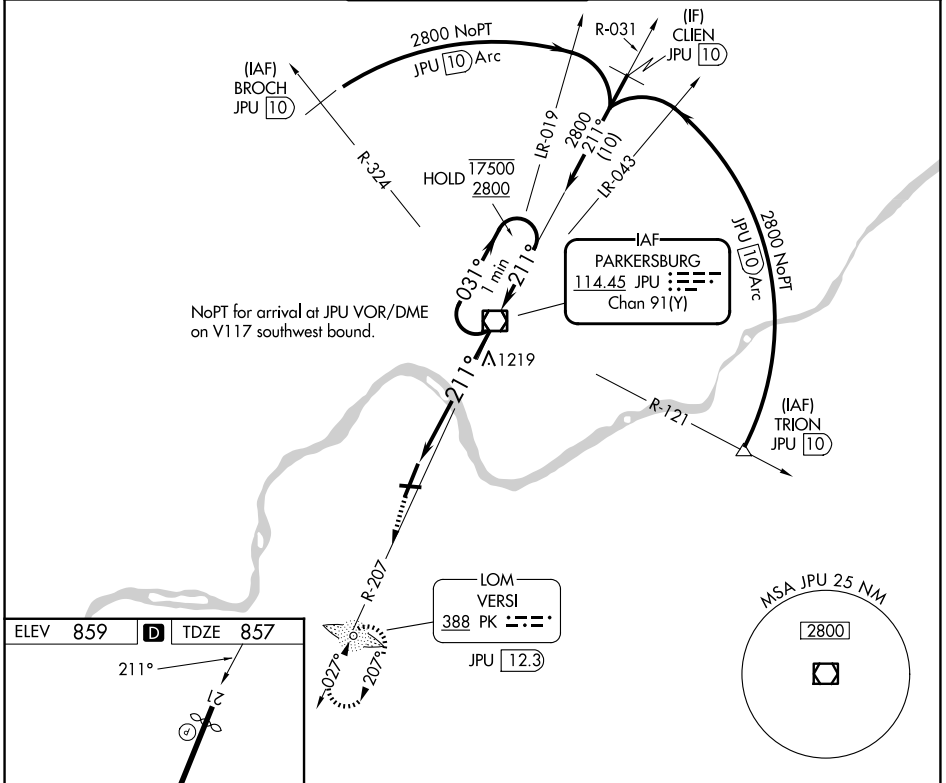 2800 NoPT
JPU 10 Arc
R-031
(IF)
CLIEN
JPU 10
(IAF)
BROCH
JPU 10
R-324
LR-019
2800
211°
(10)
LR-043
HOLD 17500
2800
031°
1 min
211°
2800 NoPT
JPU 10 Arc
IAF
PARKERSBURG
114.45 JPU
Chan 91(Y)
NoPT for arrival at JPU VOR/DME
on V117 southwest bound.
1219
211°
R-121
(IAF)
TRION
JPU 10
R-207
LOM
VERSI
388 PK
JPU 12.3
027°
207°
MSA JPU 25 NM
2800
ELEV 859 D TDZE 857
211°
21
P